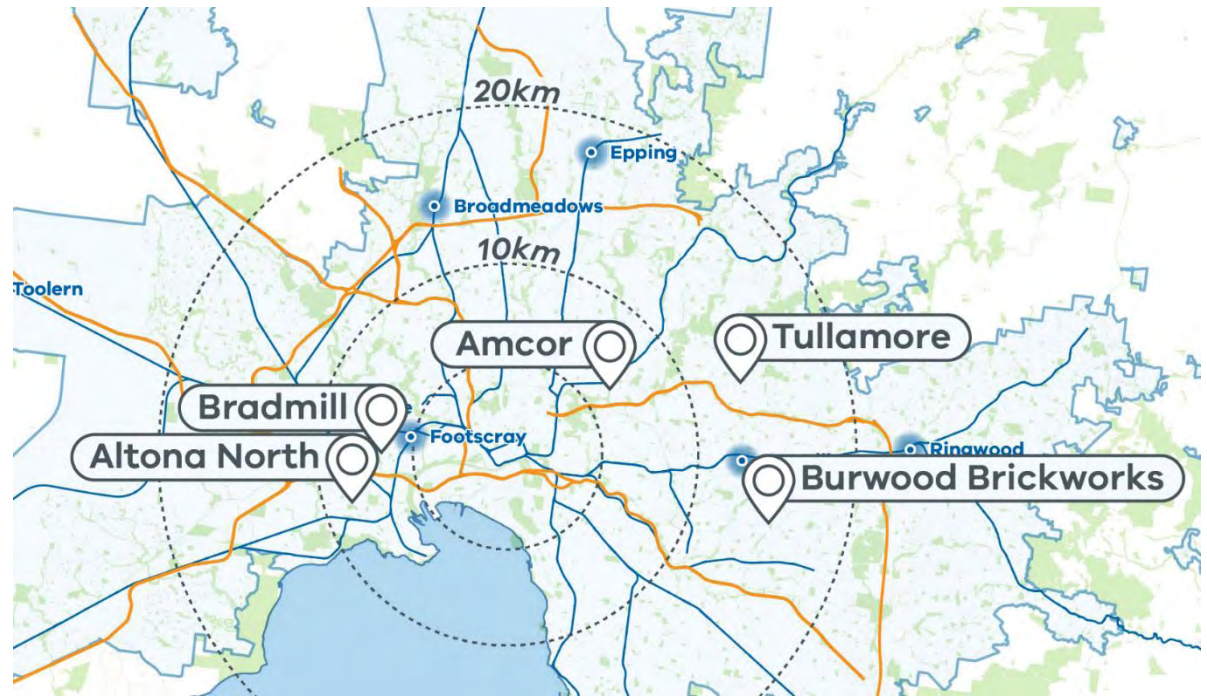 20km
Epping
Broadmeadows
10km
Toolern
Amcor
Tullamore
Bradmill
Footscray
Altona North
Ringwood
Burwood Brickworks